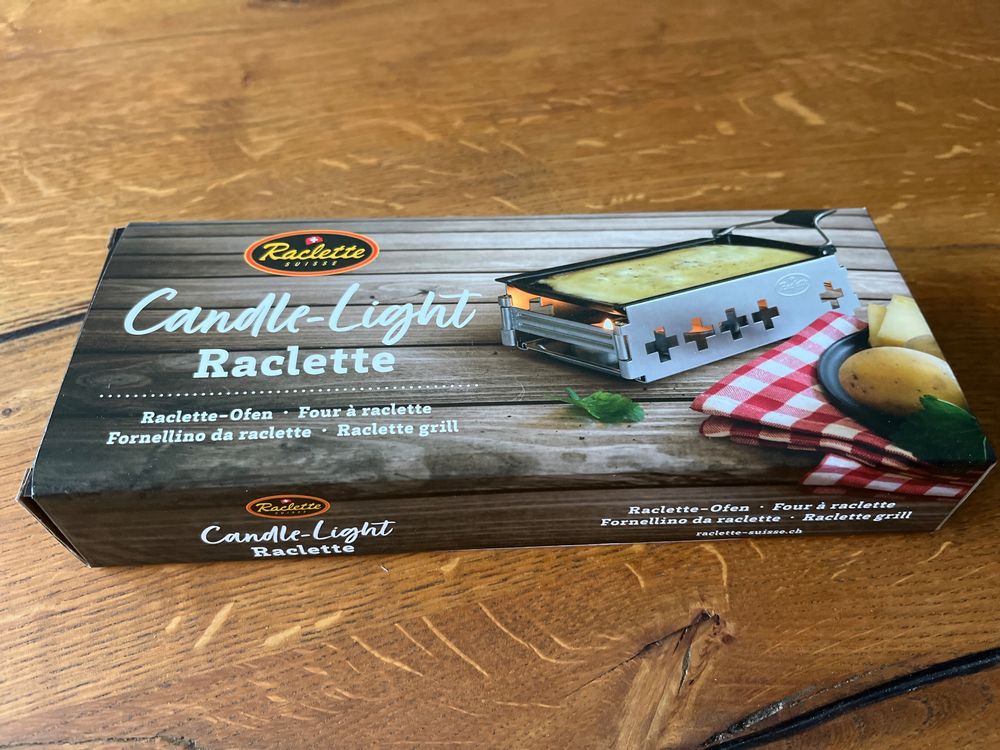 Raclette
SUISSE
Candle-Light
Raclette
Raclette-Ofen · Four à raclette
Fornellino da raclette · Raclette grill
Raclette
SUISSE
Candle-Light
Raclette
Raclette-Ofen · Four à raclette
Fornellino da raclette · Raclette grill
raclette-suisse.ch